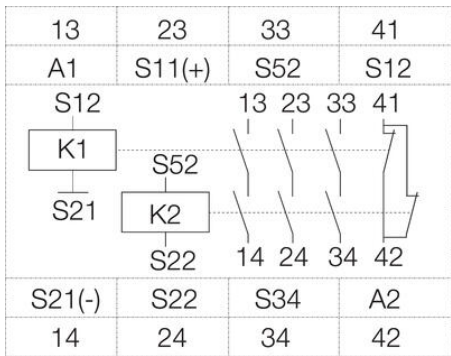 13 23 33 41
A1 S11(+) S52 S12
S12 13 23 33 41
K1
S52
S21 K2
S22 14 24 34 42
S21(-) S22 S34 A2
14 24 34 42